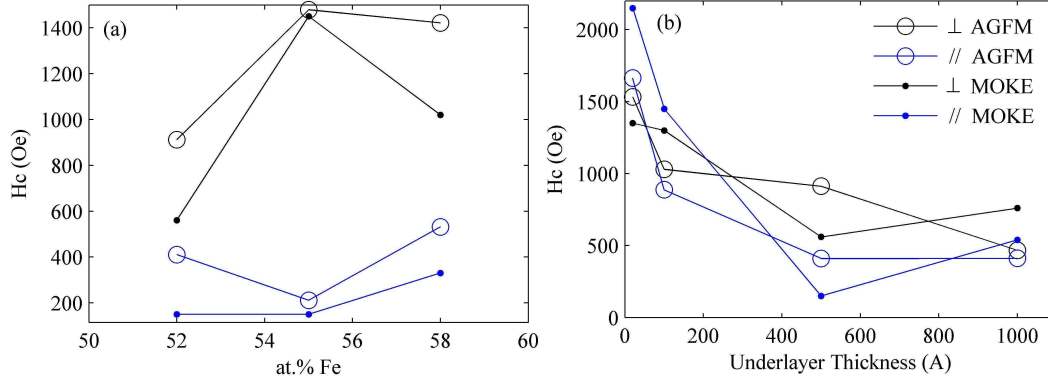 (a)
1400
1200
1000
800
600
400
200
Hc (Oe)
50 52 54 56 58 60
at.% Fe
(b)
⊥ AGFM
// AGFM
⊥ MOKE
// MOKE
2000
1500
1000
500
0
Hc (Oe)
0 200 400 600 800 1000
Underlayer Thickness (A)